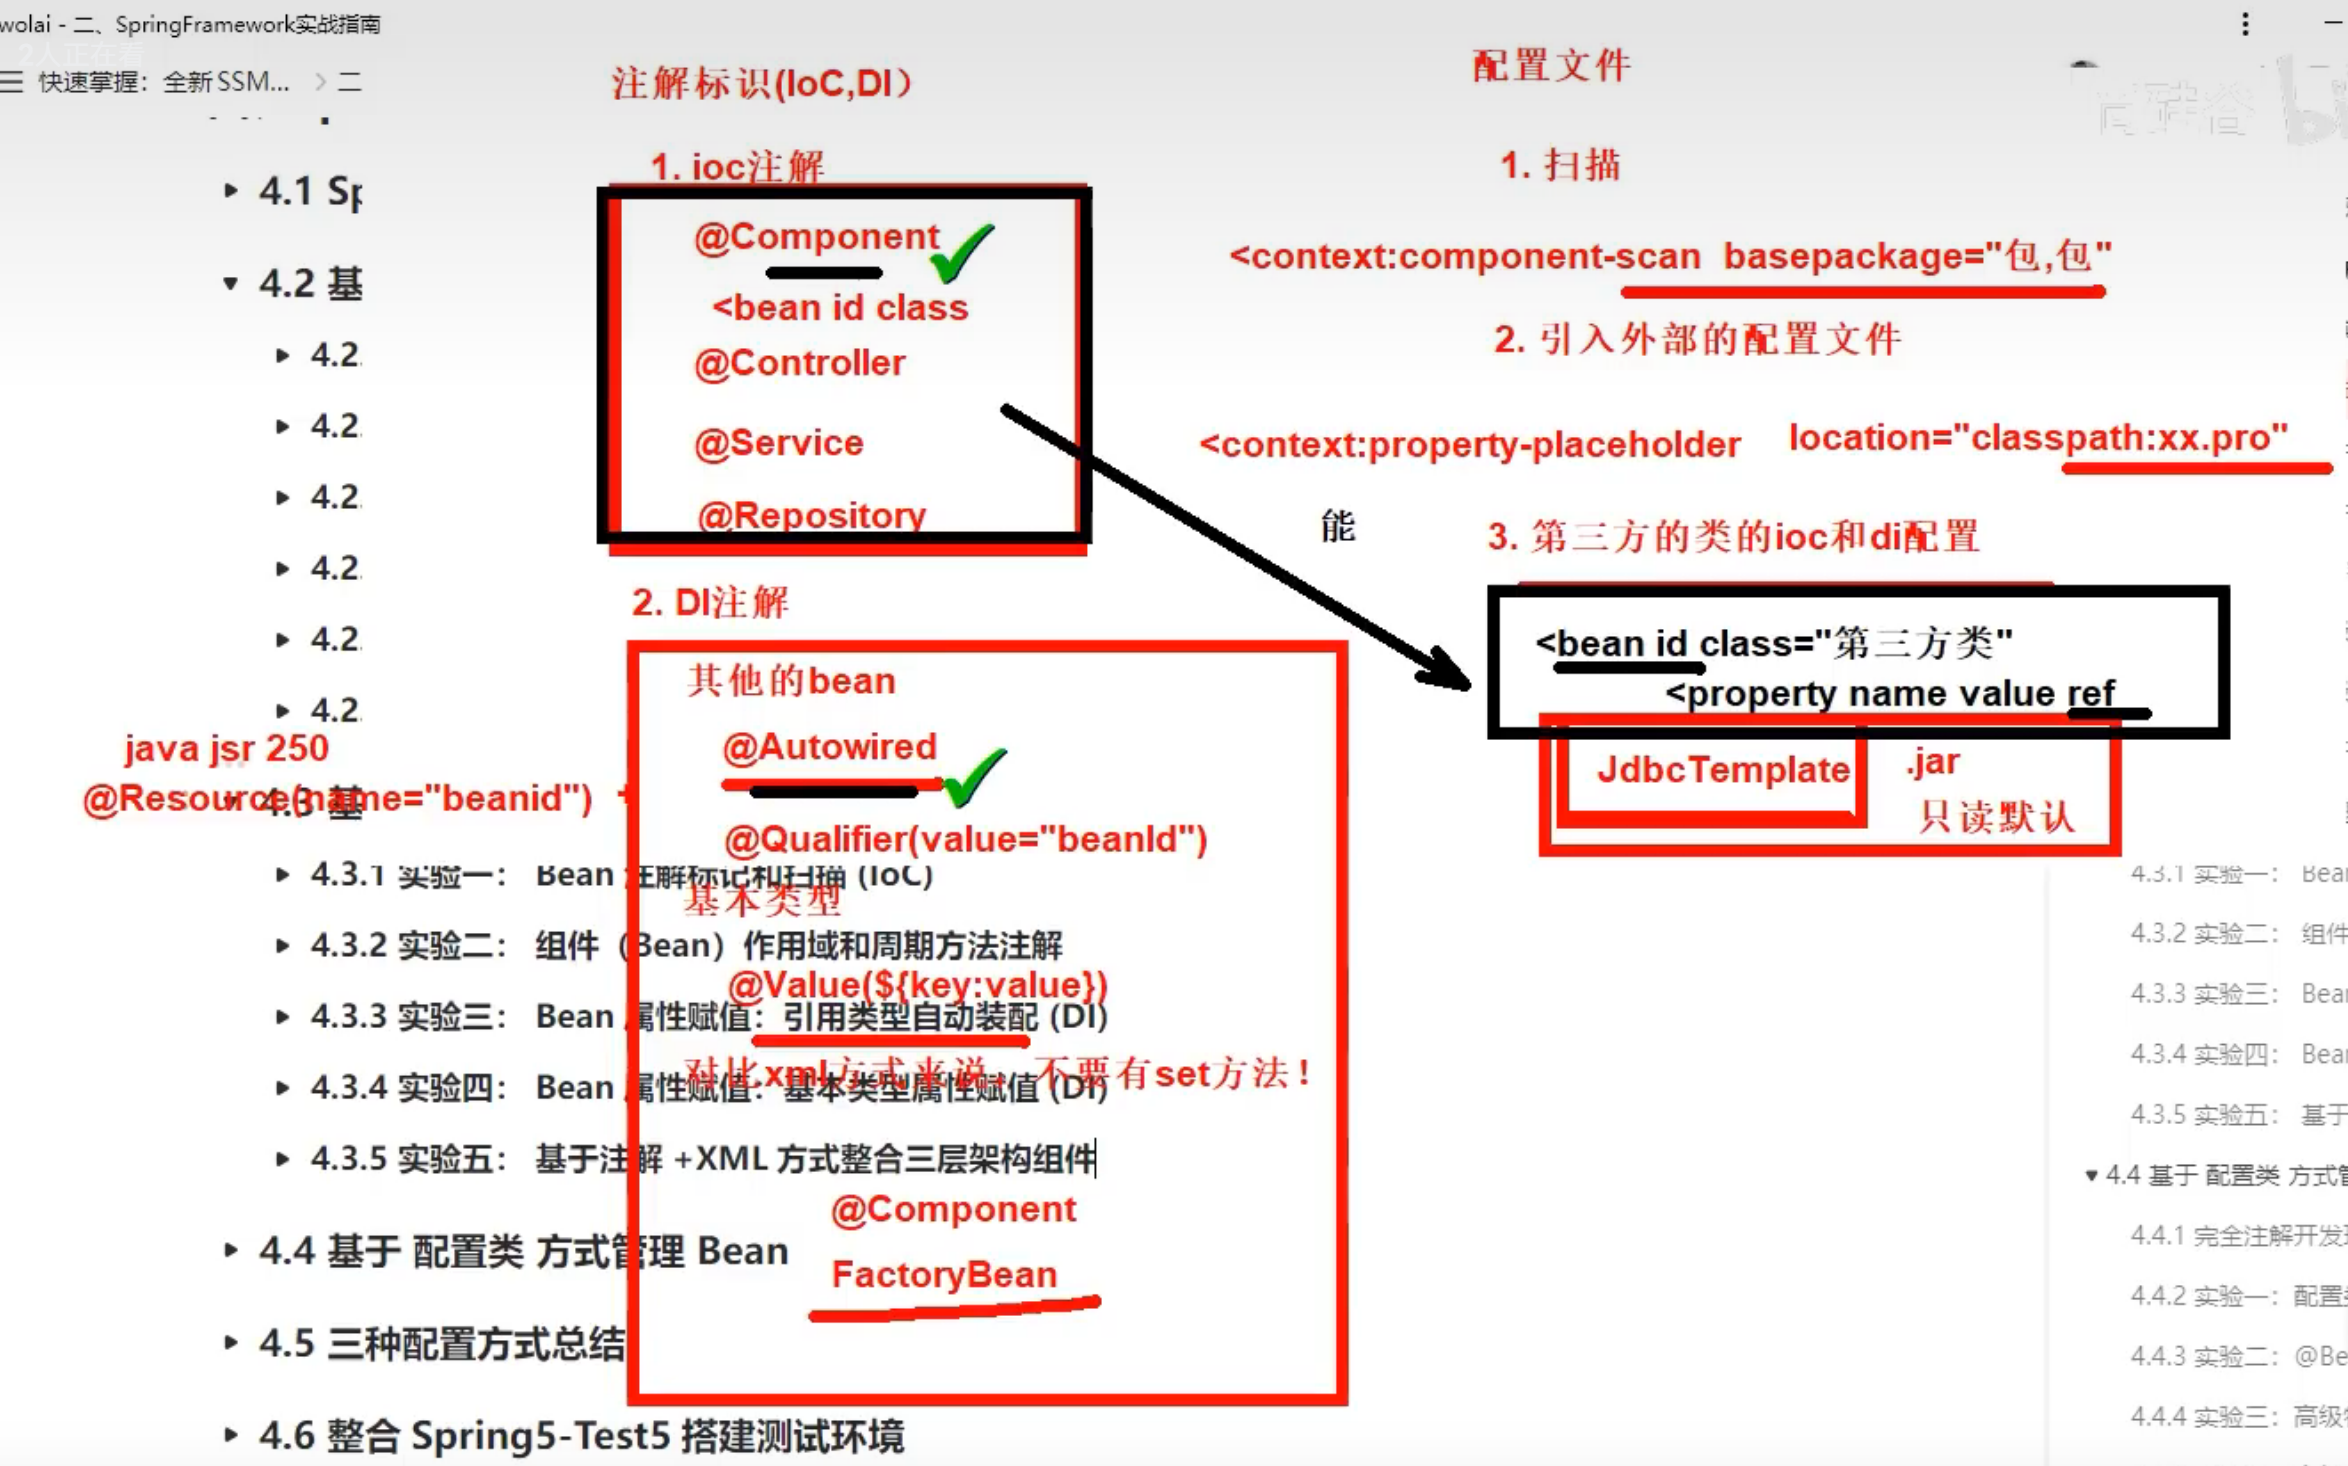 wolai - 二、SpringFramework实战指南
2人正在看
快速掌握：全新SSM... > 二
尚硅谷
注解标识(IoC,DI）
1. ioc注解
@Component
<bean id class
@Controller
@Service
@Repository
2. DI注解
其他的bean
@Autowired
@Qualifier(value="beanId")
基本类型
@Value(${key:value})
对比xml方式来说，不要有set方法！
@Component
FactoryBean
java jsr 250
@Resource(name="beanid")
配置文件
1. 扫描
<context:component-scan basepackage="包,包"
2. 引入外部的配置文件
<context:property-placeholder location="classpath:xx.pro"
能
3. 第三方的类的ioc和di配置
<bean id class="第三方类"
<property name value ref
JdbcTemplate
.jar
只读默认
4.1 Sp
4.2 基
4.2.
4.2.
4.2.
4.2.
4.2.
4.2.
4.3 基
4.3.1 实验一： Bean 注解标记和扫描 (IoC)
4.3.2 实验二： 组件（Bean）作用域和周期方法注解
4.3.3 实验三： Bean 属性赋值：引用类型自动装配 (DI)
4.3.4 实验四： Bean 属性赋值：基本类型属性赋值 (DI)
4.3.5 实验五： 基于注解 +XML 方式整合三层架构组件
4.4 基于 配置类 方式管理 Bean
4.5 三种配置方式总结
4.6 整合 Spring5-Test5 搭建测试环境
4.3.1 实验一： Bean
4.3.2 实验二： 组件
4.3.3 实验三： Bean
4.3.4 实验四： Bean
4.3.5 实验五： 基于
4.4 基于 配置类 方式管
4.4.1 完全注解开发
4.4.2 实验一：配置
4.4.3 实验二：@Be
4.4.4 实验三：高级